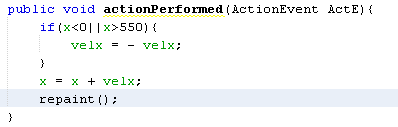 public void actionPerformed(ActionEvent ActE){
if(x<0||x>550){
velx = - velx;
}
x = x + velx;
repaint();
}